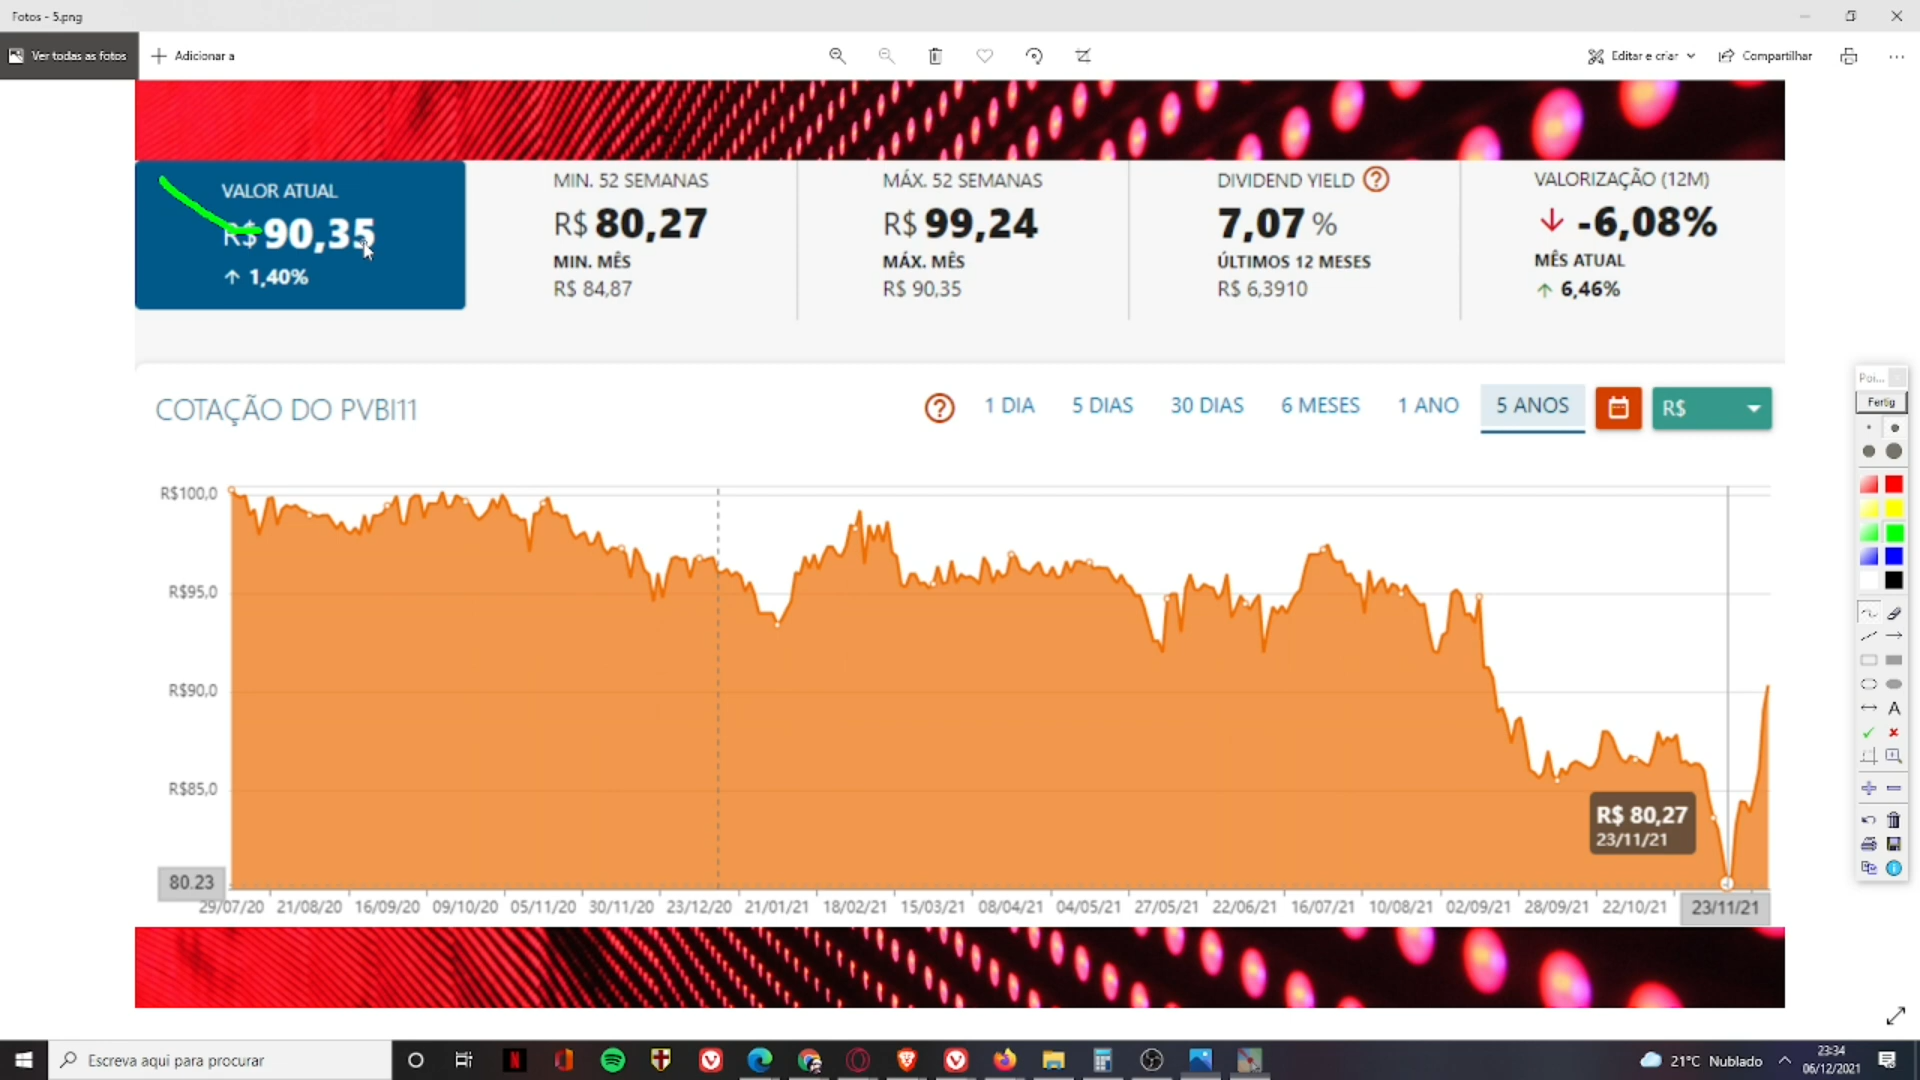 Fotos - 5.png
Ver todas as fotos
Adicionar a
Editar e criar
Compartilhar
VALOR ATUAL
R$ 90,35
1,40%
MIN. 52 SEMANAS
R$ 80,27
MIN. MÊS
R$ 84,87
MÁX. 52 SEMANAS
R$ 99,24
MÁX. MÊS
R$ 90,35
DIVIDEND YIELD ?
7,07 %
ÚLTIMOS 12 MESES
R$ 6,3910
VALORIZAÇÃO (12M)
-6,08%
MÊS ATUAL
6,46%
COTAÇÃO DO PVBI11
? 1 DIA 5 DIAS 30 DIAS 6 MESES 1 ANO 5 ANOS R$
R$100,0
R$95,0
R$90,0
R$85,0
80.23
R$ 80,27
23/11/21
29/07/20 21/08/20 16/09/20 09/10/20 05/11/20 30/11/20 23/12/20 21/01/21 18/02/21 15/03/21 08/04/21 04/05/21 27/05/21 22/06/21 16/07/21 10/08/21 02/09/21 28/09/21 22/10/21 23/11/21
Poi...
Fertig
A
Escreva aqui para procurar
21°C Nublado
23:34
06/12/2021